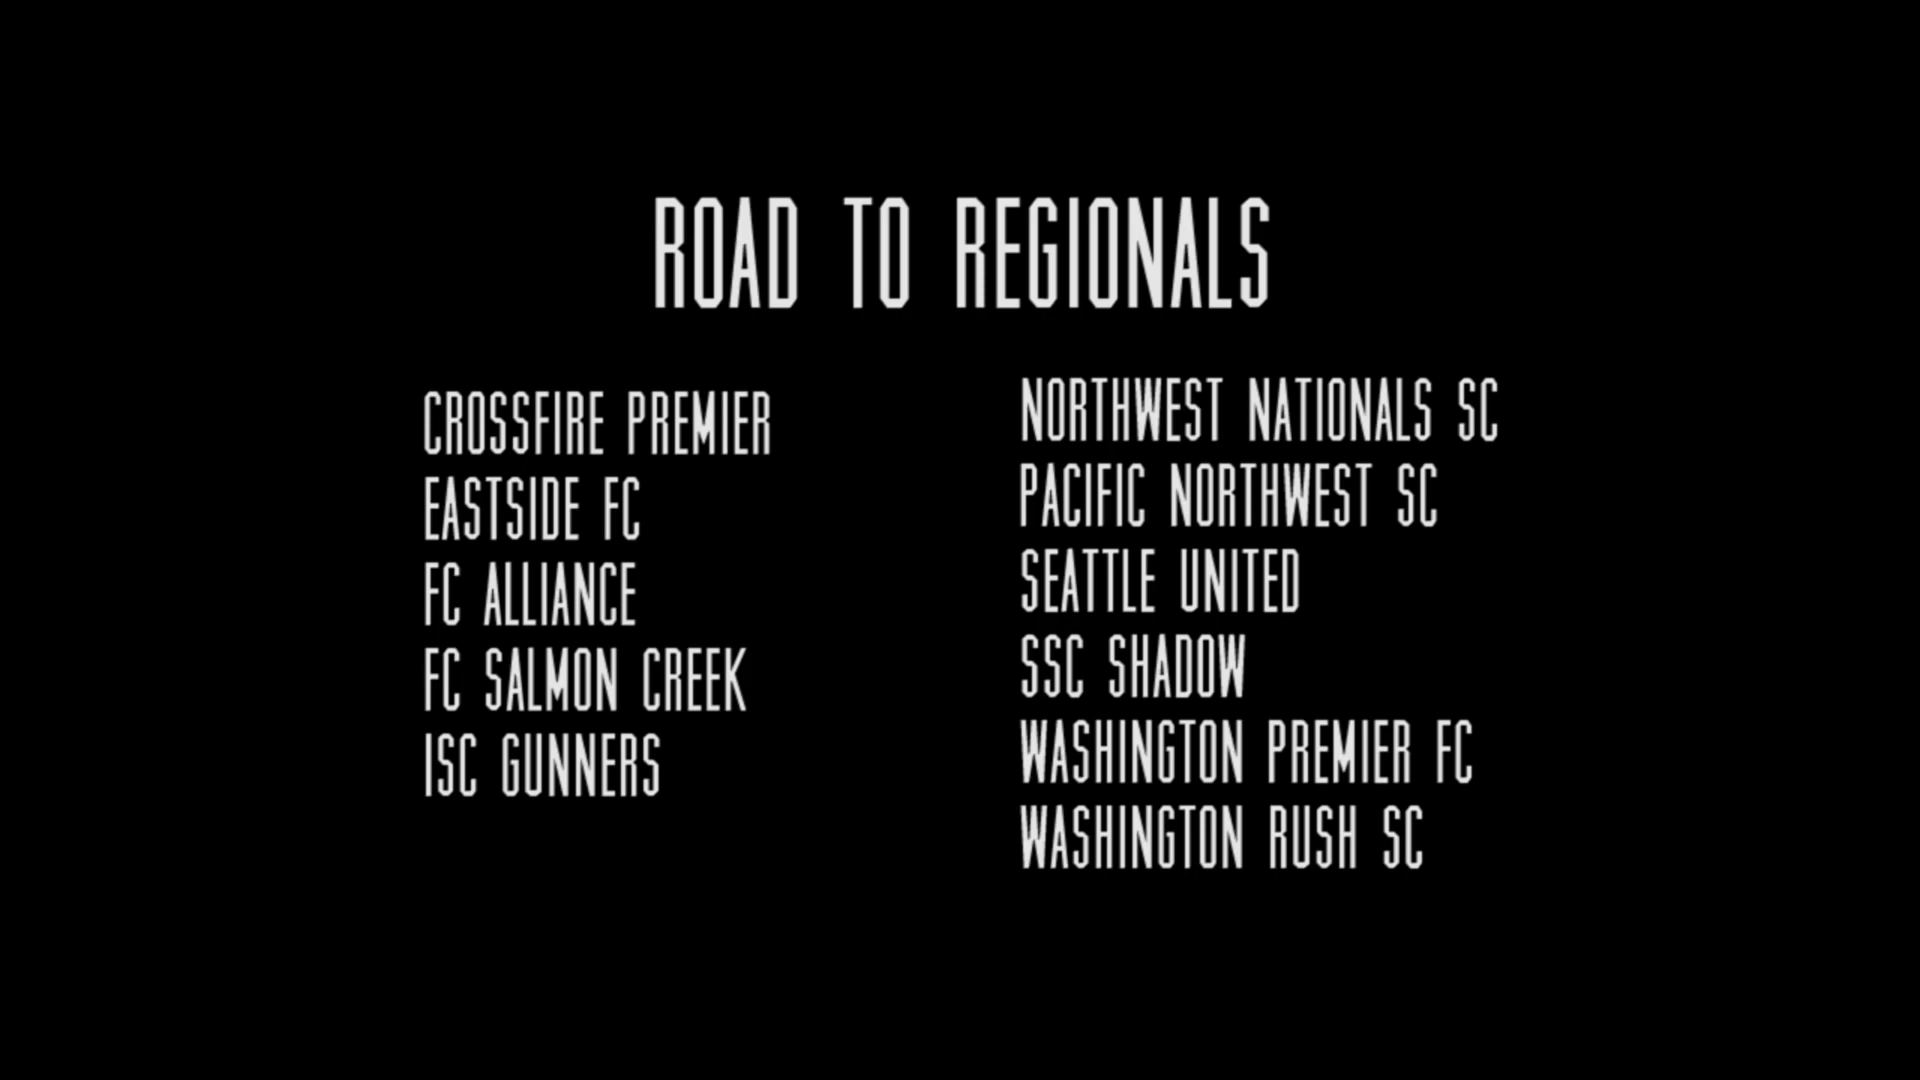 ROAD TO REGIONALS
CROSSFIRE PREMIER
EASTSIDE FC
FC ALLIANCE
FC SALMON CREEK
ISC GUNNERS
NORTHWEST NATIONALS SC
PACIFIC NORTHWEST SC
SEATTLE UNITED
SSC SHADOW
WASHINGTON PREMIER FC
WASHINGTON RUSH SC